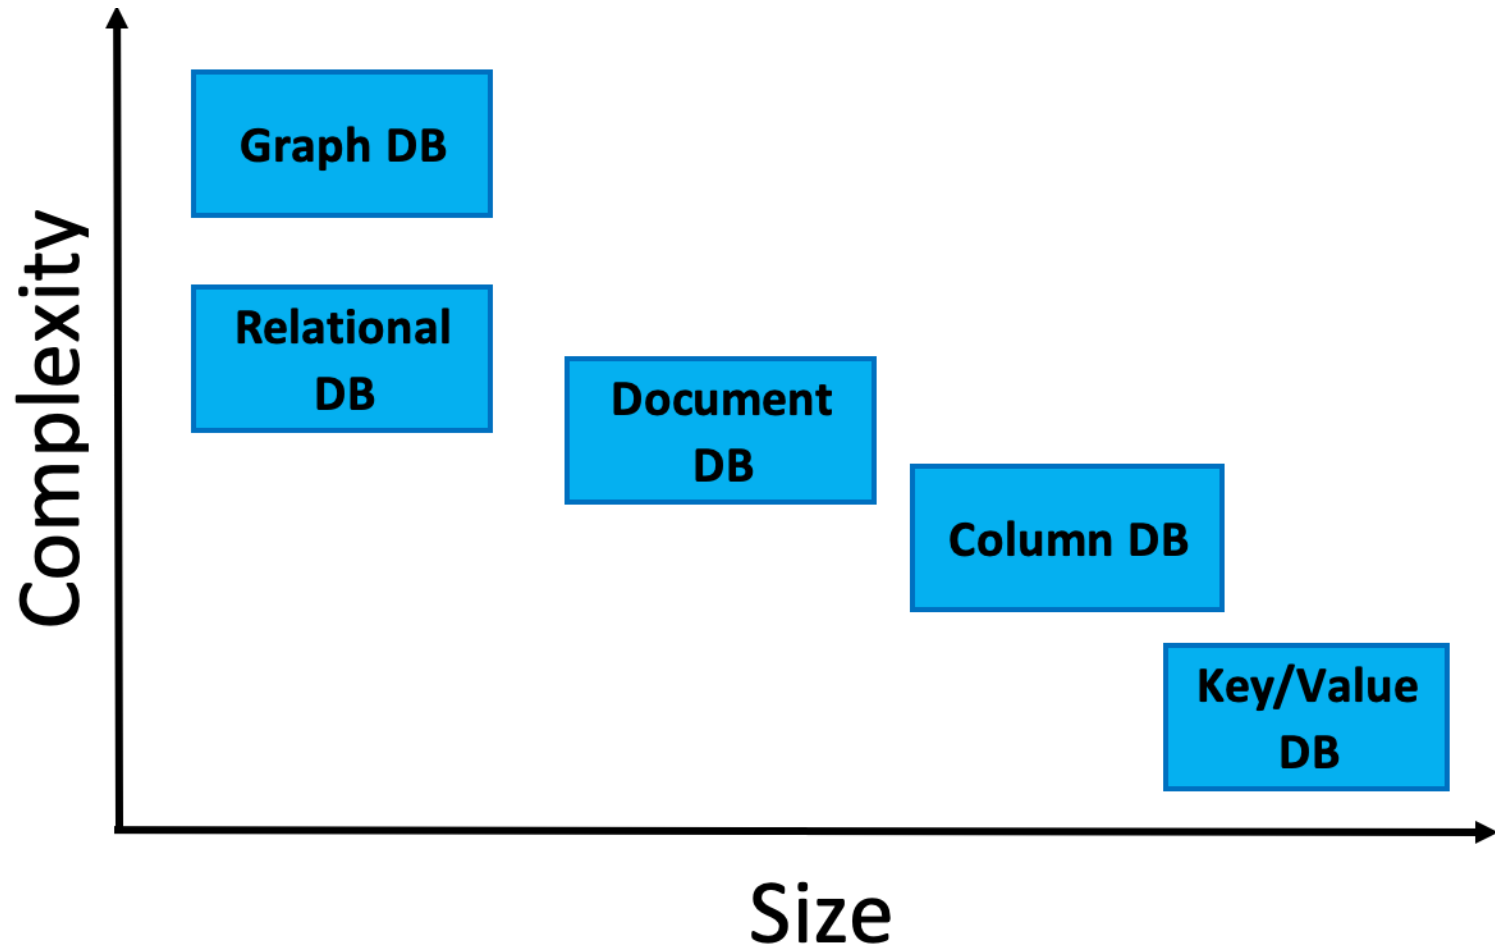 Complexity
Graph DB
Relational
DB
Document
DB
Column DB
Key/Value
DB
Size